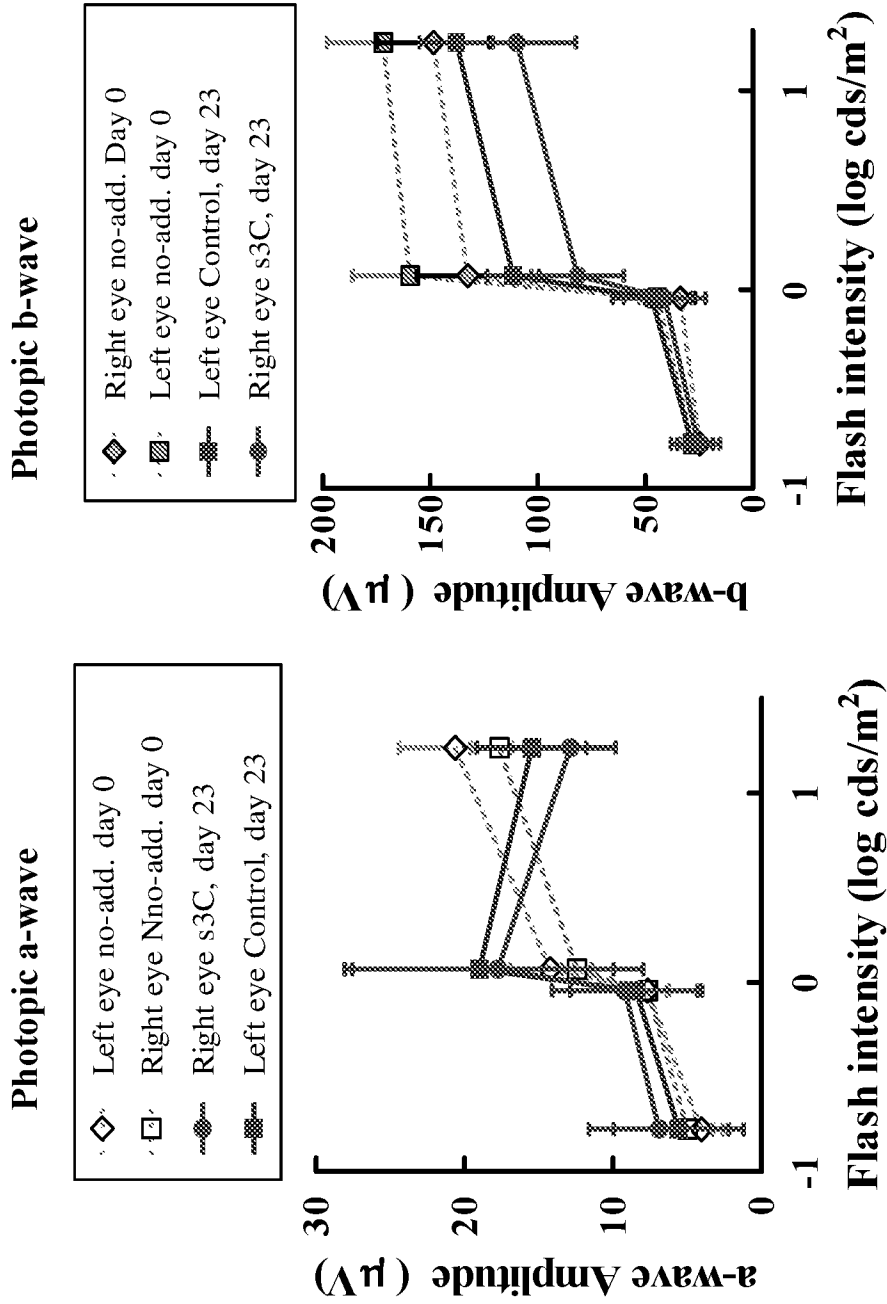 Photopic a-wave
Left eye no-add. day 0
Right eye Nno-add. day 0
Right eye s3C, day 23
Left eye Control, day 23
30
20
10
0
a-wave Amplitude ( μV)
-1
0
1
Flash intensity (log cds/m²)
Photopic b-wave
Right eye no-add. Day 0
Left eye no-add. day 0
Left eye Control, day 23
Right eye s3C, day 23
200
150
100
50
0
b-wave Amplitude ( μV)
-1
0
1
Flash intensity (log cds/m²)